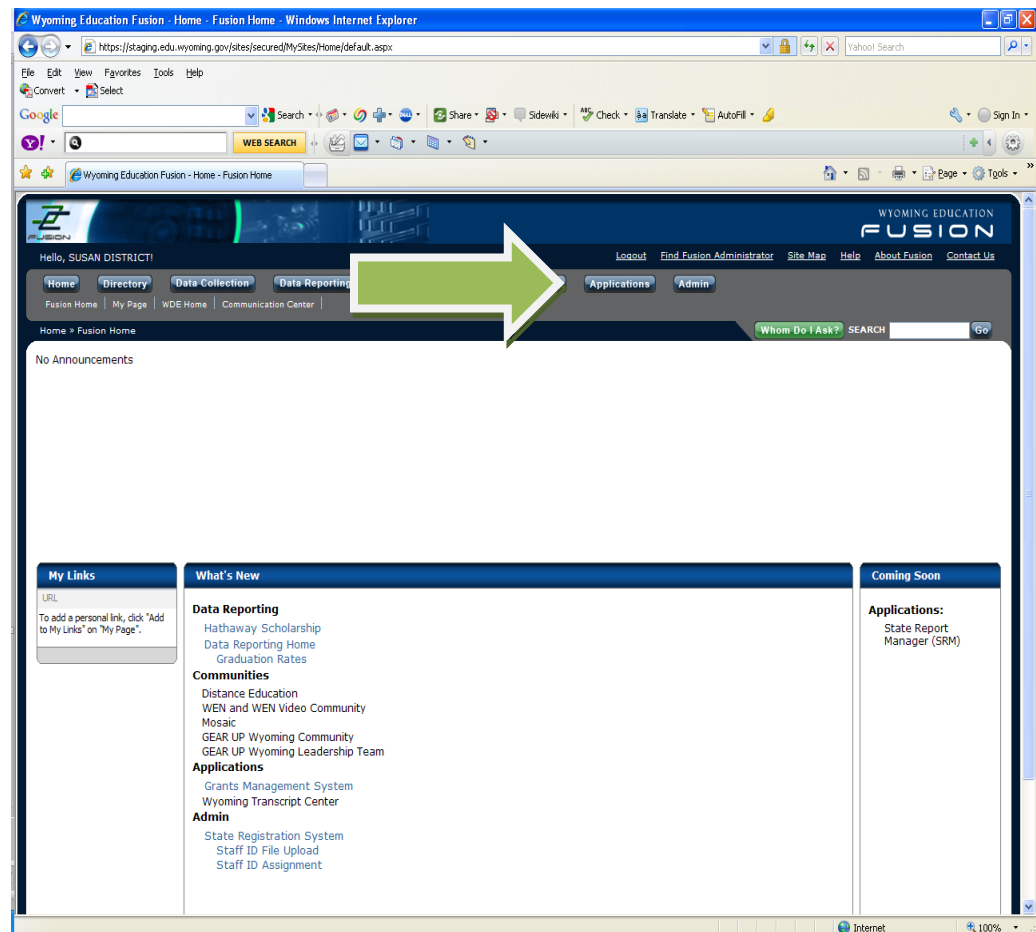 Wyoming Education Fusion - Home - Fusion Home - Windows Internet Explorer
https://staging.edu.wyoming.gov/sites/secured/MySites/Home/default.aspx
Yahoo! Search
File Edit View Favorites Tools Help
Convert Select
Google Search Share Sidewiki Check Translate AutoFill Sign In
Y! WEB SEARCH
Wyoming Education Fusion - Home - Fusion Home
Page Tools
FUSION
WYOMING EDUCATION
FUSION
Hello, SUSAN DISTRICT!
Logout Find Fusion Administrator Site Map Help About Fusion Contact Us
Home Directory Data Collection Data Reporting Applications Admin
Fusion Home | My Page | WDE Home | Communication Center |
Home » Fusion Home
Whom Do I Ask? SEARCH Go
No Announcements
My Links
URL
To add a personal link, click "Add
to My Links" on "My Page".
What's New
Data Reporting
Hathaway Scholarship
Data Reporting Home
Graduation Rates
Communities
Distance Education
WEN and WEN Video Community
Mosaic
GEAR UP Wyoming Community
GEAR UP Wyoming Leadership Team
Applications
Grants Management System
Wyoming Transcript Center
Admin
State Registration System
Staff ID File Upload
Staff ID Assignment
Coming Soon
Applications:
State Report
Manager (SRM)
Internet 100%